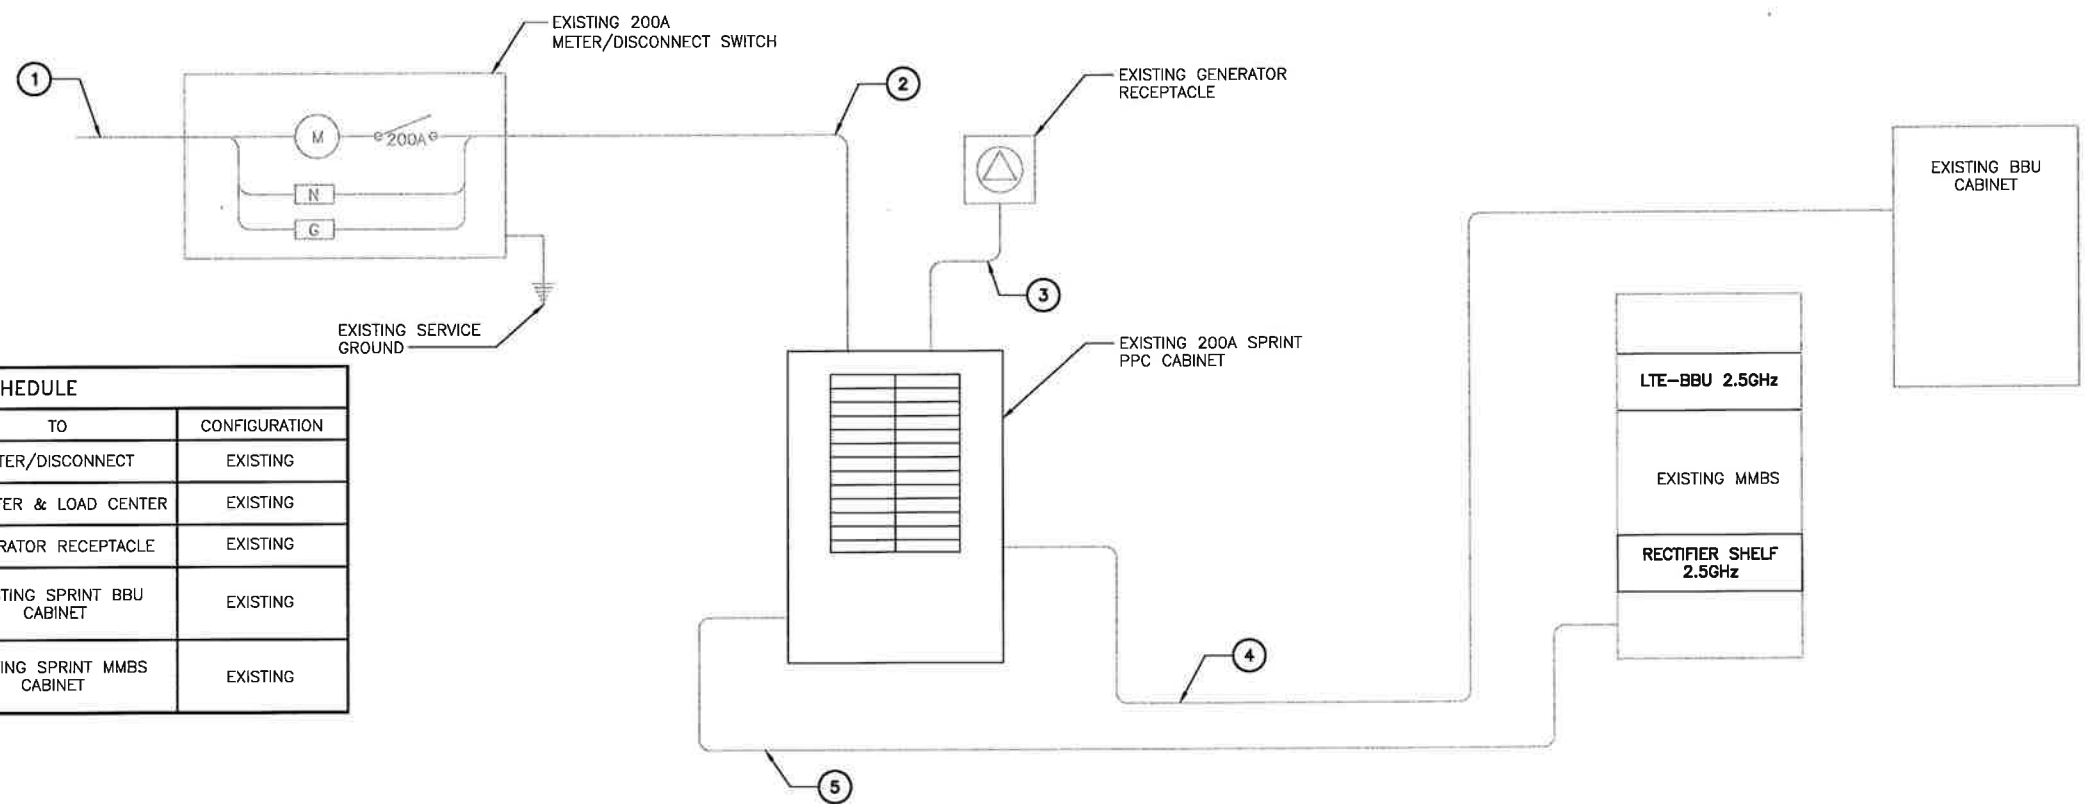 EXISTING 200A
METER/DISCONNECT SWITCH
1
2
EXISTING GENERATOR
RECEPTACLE
M
200A
N
G
EXISTING BBU
CABINET
3
EXISTING SERVICE
GROUND
EXISTING 200A SPRINT
PPC CABINET
LTE-BBU 2.5GHz
EXISTING MMBS
RECTIFIER SHELF
2.5GHz
4
5
HEDULE
TO
CONFIGURATION
TER/DISCONNECT
EXISTING
TER & LOAD CENTER
EXISTING
RATOR RECEPTACLE
EXISTING
TING SPRINT BBU
CABINET
EXISTING
ING SPRINT MMBS
CABINET
EXISTING